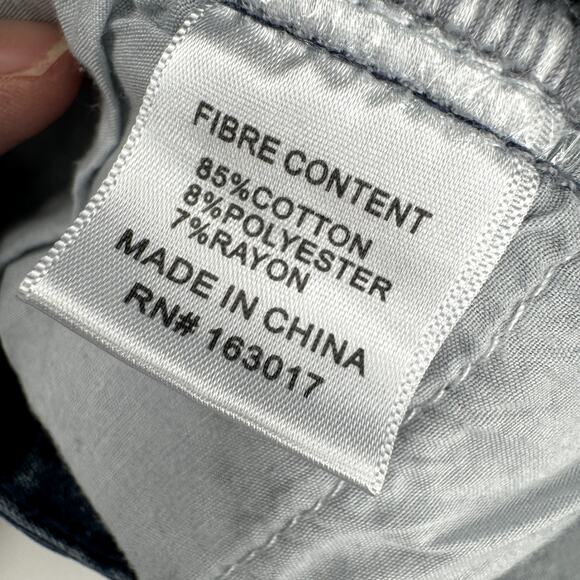 FIBRE CONTENT
85%COTTON
8%POLYESTER
7%RAYON
MADE IN CHINA
RN# 163017